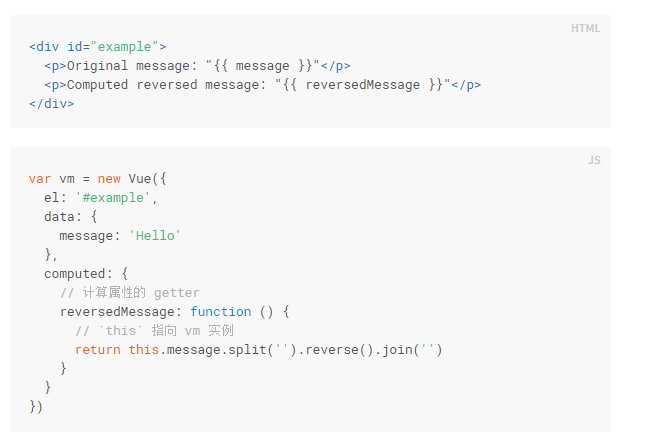 HTML
<div id="example">
  <p>Original message: "{{ message }}"</p>
  <p>Computed reversed message: "{{ reversedMessage }}"</p>
</div>
JS
var vm = new Vue({
  el: '#example',
  data: {
    message: 'Hello'
  },
  computed: {
    // 计算属性的 getter
    reversedMessage: function () {
      // `this` 指向 vm 实例
      return this.message.split('').reverse().join('')
    }
  }
})